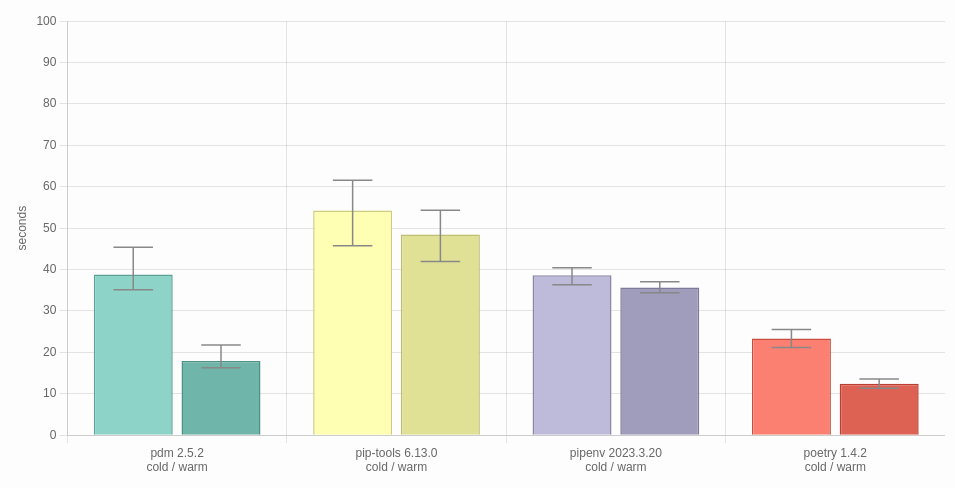 100
90
80
70
60
50
40
30
20
10
0
seconds
pdm 2.5.2
cold / warm
pip-tools 6.13.0
cold / warm
pipenv 2023.3.20
cold / warm
poetry 1.4.2
cold / warm